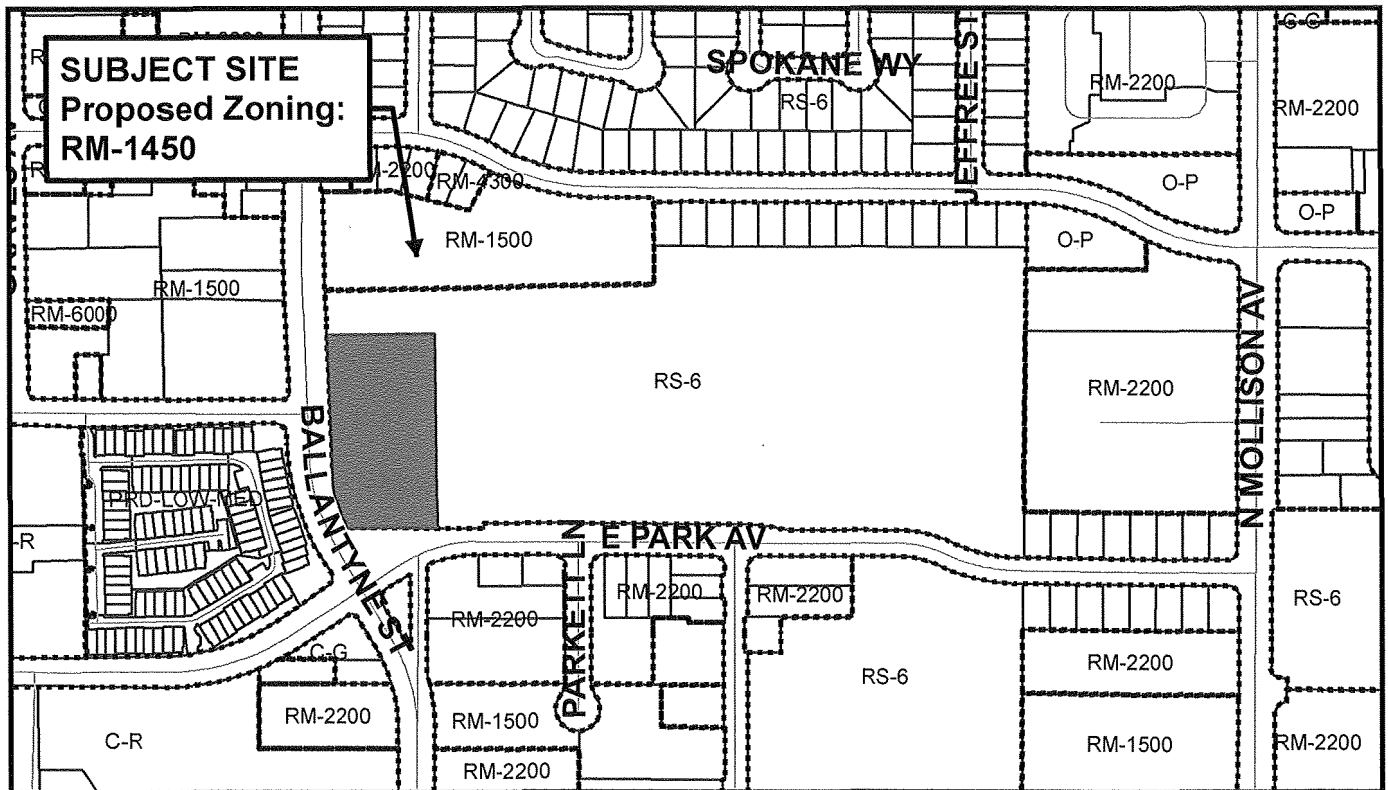 SUBJECT SITE
Proposed Zoning:
RM-1450
C-G
SPOKANE WY
JEFFREE ST
RM-2200
RM-2200
RS-6
RM-4300
O-P
O-P
RM-1500
O-P
RM-1500
RM-6000
N MOLLISON AV
RS-6
RM-2200
BALLANTYNE ST
PRD-LOW-MED
-R
E PARK AV
PARKETT LN
RM-2200
RM-2200
RM-2200
RS-6
C-G
RS-6
RM-2200
RM-2200
RM-1500
C-R
RM-1500
RM-2200
RM-2200